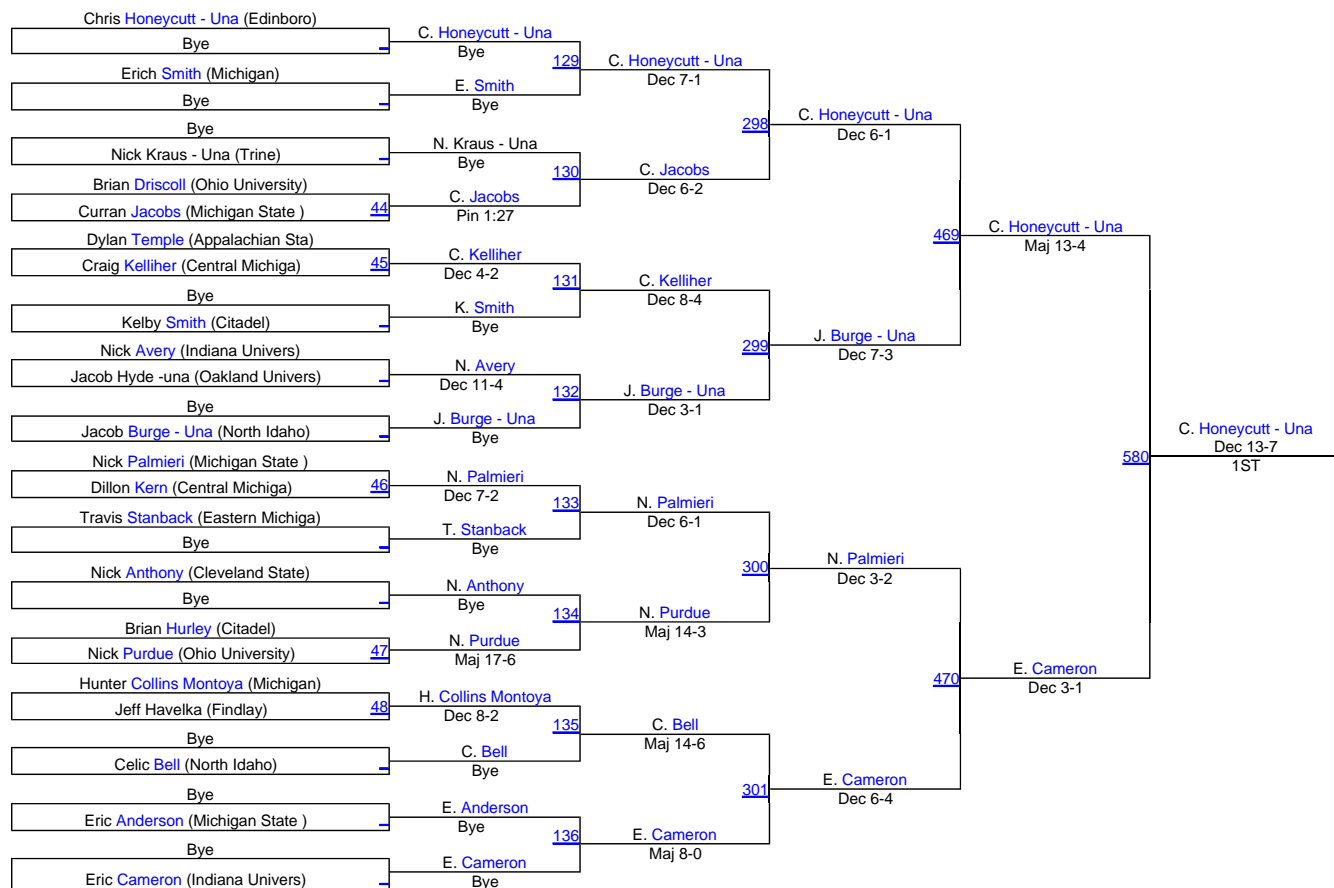 Chris Honeycutt - Una (Edinboro)
Bye
Erich Smith (Michigan)
Bye
Bye
Nick Kraus - Una (Trine)
Brian Driscoll (Ohio University)
Curran Jacobs (Michigan State )
44
Dylan Temple (Appalachian Sta)
Craig Kelliher (Central Michiga)
45
Bye
Kelby Smith (Citadel)
Nick Avery (Indiana Univers)
Jacob Hyde -una (Oakland Univers)
Bye
Jacob Burge - Una (North Idaho)
Nick Palmieri (Michigan State )
Dillon Kern (Central Michiga)
46
Travis Stanback (Eastern Michiga)
Bye
Nick Anthony (Cleveland State)
Bye
Brian Hurley (Citadel)
Nick Purdue (Ohio University)
47
Hunter Collins Montoya (Michigan)
Jeff Havelka (Findlay)
48
Bye
Celic Bell (North Idaho)
Bye
Eric Anderson (Michigan State )
Bye
Eric Cameron (Indiana Univers)
C. Honeycutt - Una
Bye
129
E. Smith
Bye
N. Kraus - Una
Bye
130
C. Jacobs
Pin 1:27
C. Kelliher
Dec 4-2
131
K. Smith
Bye
N. Avery
Dec 11-4
132
J. Burge - Una
Bye
N. Palmieri
Dec 7-2
133
T. Stanback
Bye
N. Anthony
Bye
134
N. Purdue
Maj 17-6
H. Collins Montoya
Dec 8-2
135
C. Bell
Bye
E. Anderson
Bye
136
E. Cameron
Bye
C. Honeycutt - Una
Dec 7-1
298
C. Jacobs
Dec 6-2
C. Kelliher
Dec 8-4
299
J. Burge - Una
Dec 3-1
N. Palmieri
Dec 6-1
300
N. Purdue
Maj 14-3
C. Bell
Maj 14-6
301
E. Cameron
Maj 8-0
C. Honeycutt - Una
Dec 6-1
469
J. Burge - Una
Dec 7-3
N. Palmieri
Dec 3-2
470
E. Cameron
Dec 6-4
C. Honeycutt - Una
Maj 13-4
580
E. Cameron
Dec 3-1
C. Honeycutt - Una
Dec 13-7
1ST